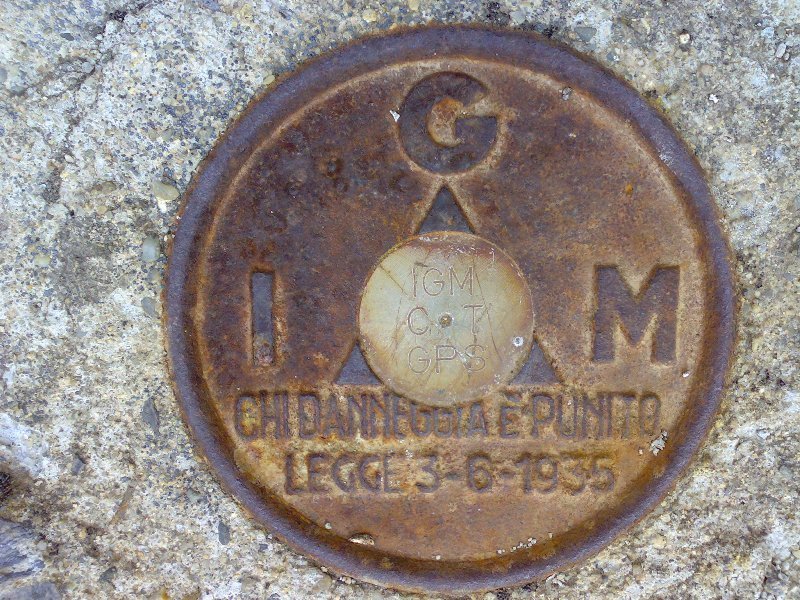 G
I M
IGM
C T
GPS
CHI DANNEGGIA È PUNITO
LEGGE 3-6-1935